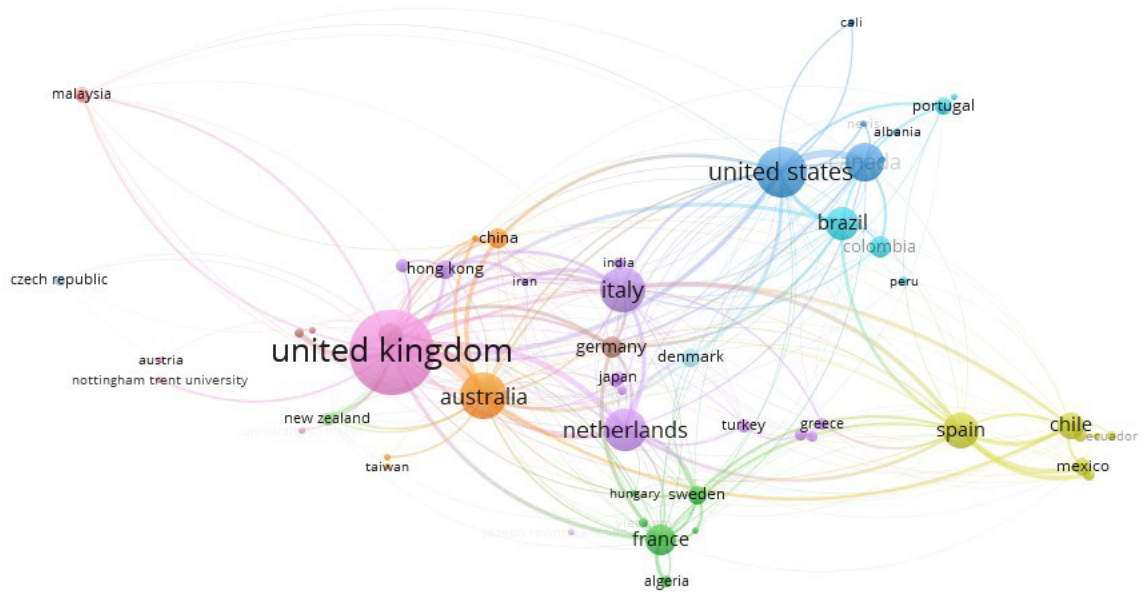 cali
malaysia
portugal
nevis
albania
united states
canada
brazil
china
colombia
hong kong
india
czech republic
iran
peru
italy
united kingdom
germany
denmark
austria
japan
nottingham trent university
australia
new zealand
netherlands
turkey
greece
spain
chile
ecuador
taiwan
mexico
hungary
sweden
france
algeria